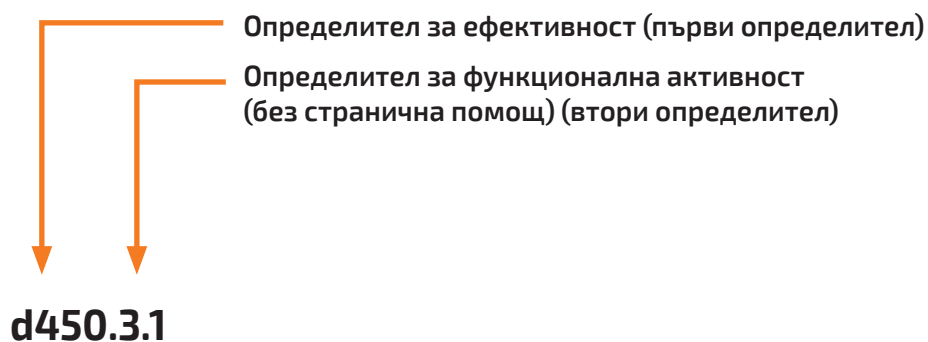 Определител за ефективност (първи определител)
Определител за функционална активност
(без странична помощ) (втори определител)
d450.3.1